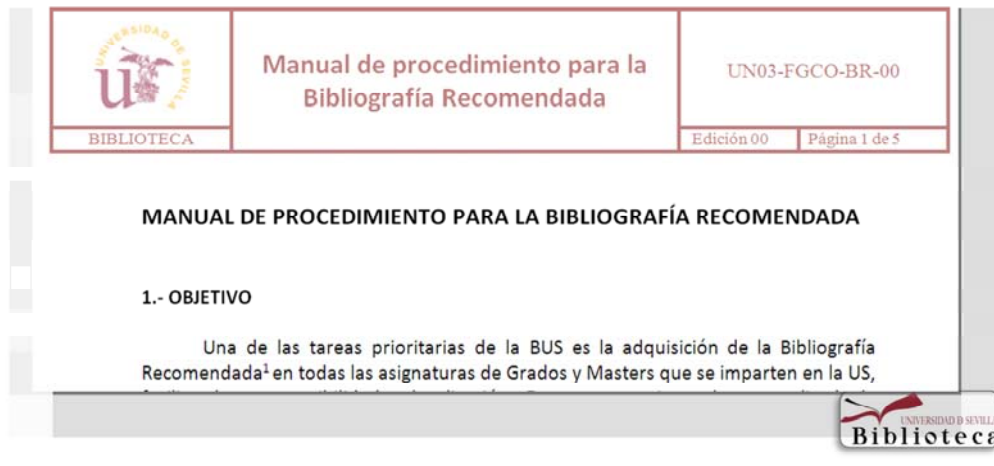 UNIVERSIDAD DE SEVILLA
Manual de procedimiento para la
Bibliografía Recomendada
UN03-FGCO-BR-00
BIBLIOTECA
Edición 00
Página 1 de 5
MANUAL DE PROCEDIMIENTO PARA LA BIBLIOGRAFÍA RECOMENDADA
1.- OBJETIVO
Una de las tareas prioritarias de la BUS es la adquisición de la Bibliografía
Recomendada¹ en todas las asignaturas de Grados y Masters que se imparten en la US,
UNIVERSIDAD D SEVILL
Biblioteca